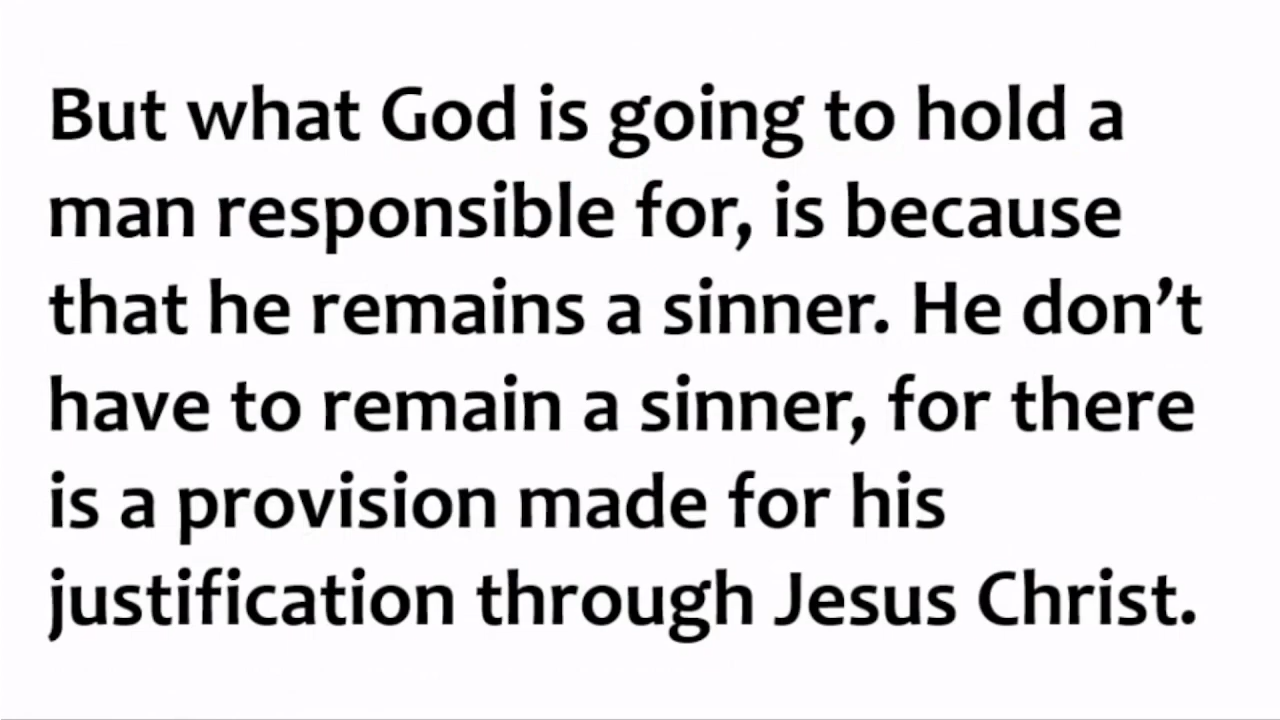 But what God is going to hold a
man responsible for, is because
that he remains a sinner. He don’t
have to remain a sinner, for there
is a provision made for his
justification through Jesus Christ.